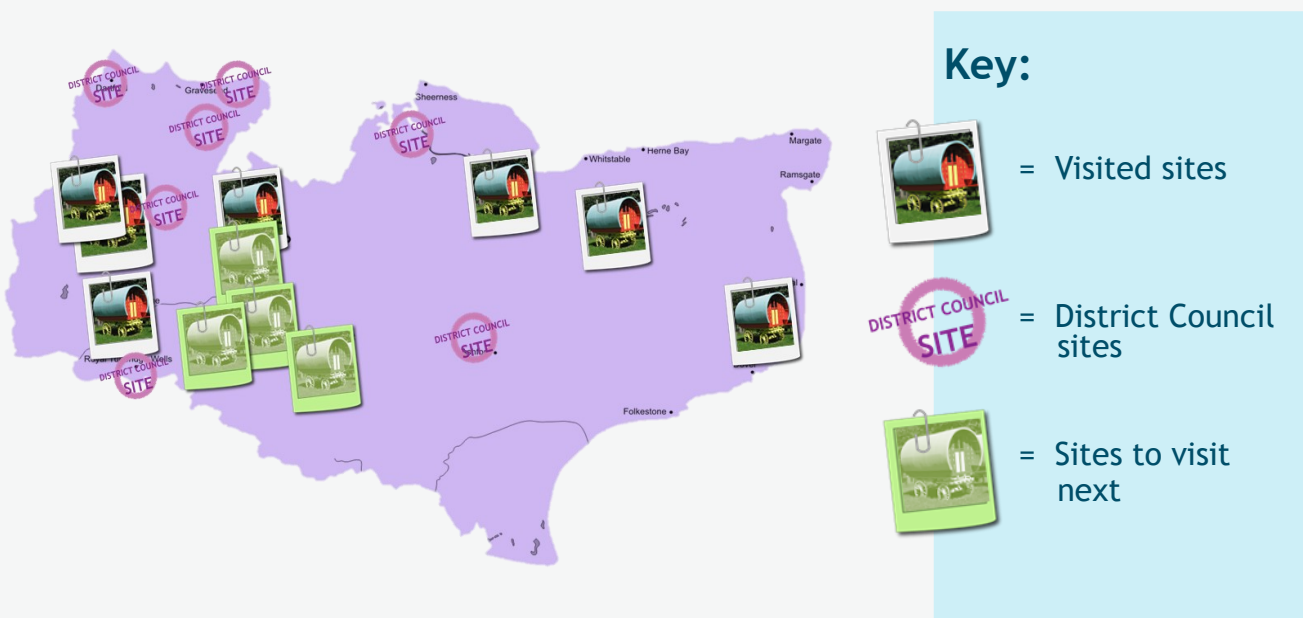 Key:
DISTRICT COUNCIL
SITE
DISTRICT COUNCIL
SITE
DISTRICT COUNCIL
SITE
Sheerness
DISTRICT COUNCIL
SITE
Margate
Herne Bay
Whitstable
Ramsgate
= Visited sites
DISTRICT COUNCIL
SITE
DISTRICT COUNCIL
SITE
= District Council
sites
DISTRICT COUNCIL
SITE
DISTRICT COUNCIL
SITE
Folkestone
= Sites to visit
next